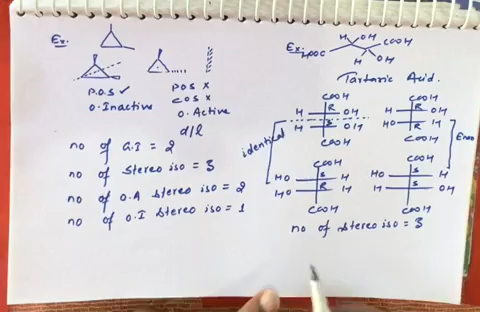 Ex.
P.O.S ✓
O. Inactive
P.O.S ×
C.O.S ×
O. Active
d/l
no of G.I = 2
no of stereo iso = 3
no of O.A stereo iso = 2
no of O.I stereo iso = 1
Ex.
H OH
HOOC COOH
H OH
Tartaric Acid.
COOH COOH
H R OH H R OH
H S OH HO R H
COOH COOH
identical
Enan
COOH COOH
HO S H HO S H
HO R H H S OH
COOH COOH
no of stereo iso = 3